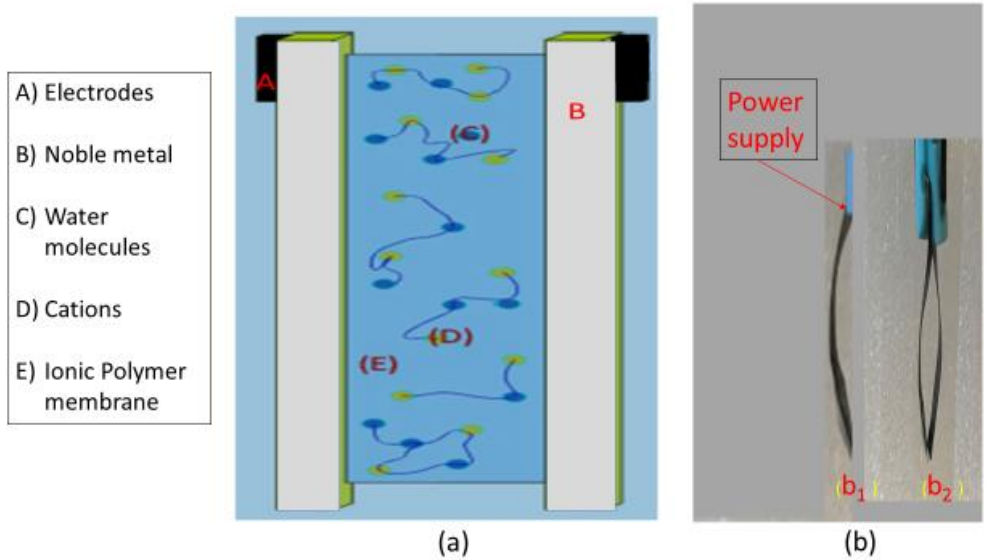 A) Electrodes
B) Noble metal
C) Water
molecules
D) Cations
E) Ionic Polymer
membrane
A
B
(C)
(D)
(E)
(a)
Power
supply
(b1)
(b2)
(b)